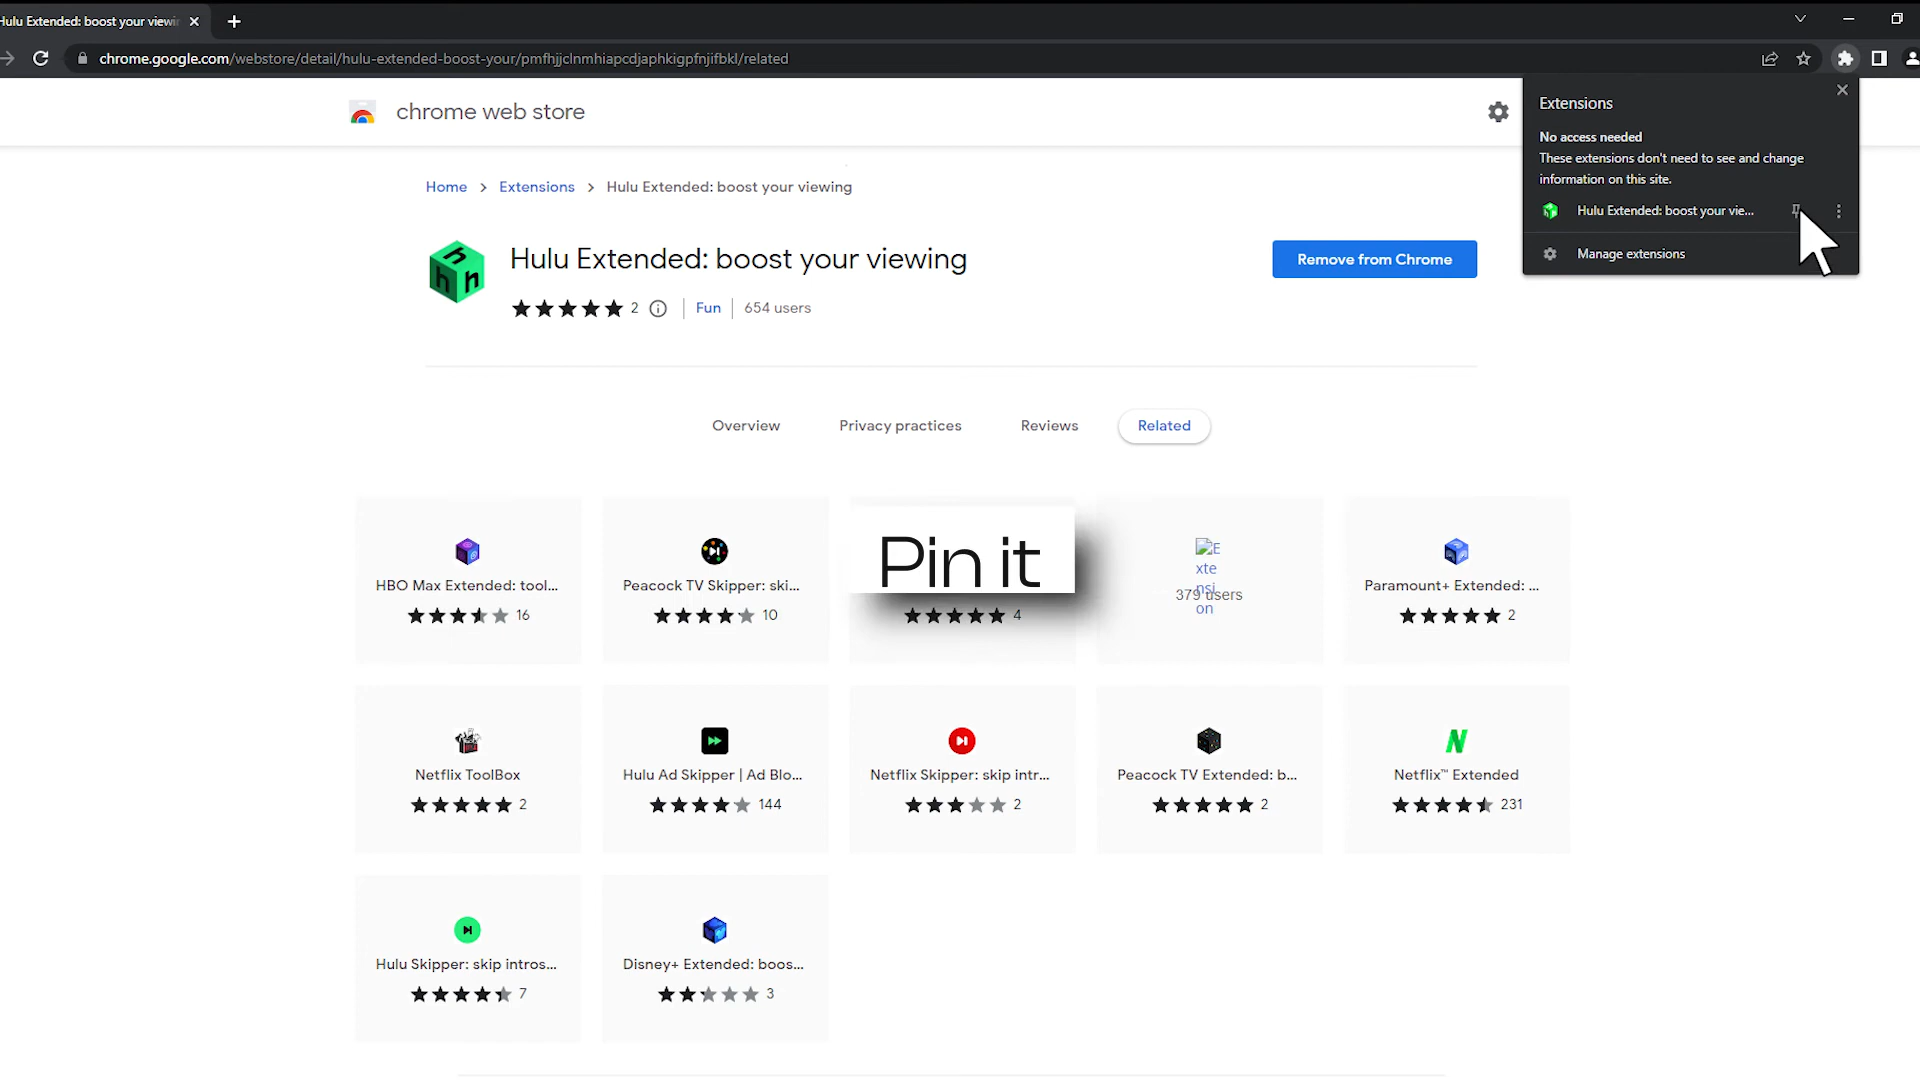 Hulu Extended: boost your viewin
chrome.google.com/webstore/detail/hulu-extended-boost-your/pmfhjjclnmhiapcdjaphkigpfnjifbkl/related
chrome web store
Extensions
No access needed
These extensions don't need to see and change
information on this site.
Hulu Extended: boost your vie...
Manage extensions
Home > Extensions > Hulu Extended: boost your viewing
Hulu Extended: boost your viewing
Remove from Chrome
2 Fun 654 users
Overview Privacy practices Reviews Related
HBO Max Extended: tool...
16
Peacock TV Skipper: ski...
10
Pin it
4
Extension
379 users
Paramount+ Extended: ...
2
Netflix ToolBox
2
Hulu Ad Skipper | Ad Blo...
144
Netflix Skipper: skip intr...
2
Peacock TV Extended: b...
2
Netflix™ Extended
231
Hulu Skipper: skip intros...
7
Disney+ Extended: boos...
3